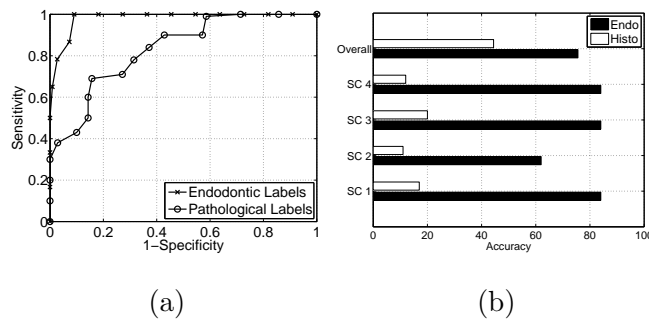 1
0.8
0.6
0.4
0.2
0
Sensitivity
0 0.2 0.4 0.6 0.8 1
1−Specificity
Endodontic Labels
Pathological Labels
(a)
Endo
Histo
Overall
SC 4
SC 3
SC 2
SC 1
0 20 40 60 80 100
Accuracy
(b)